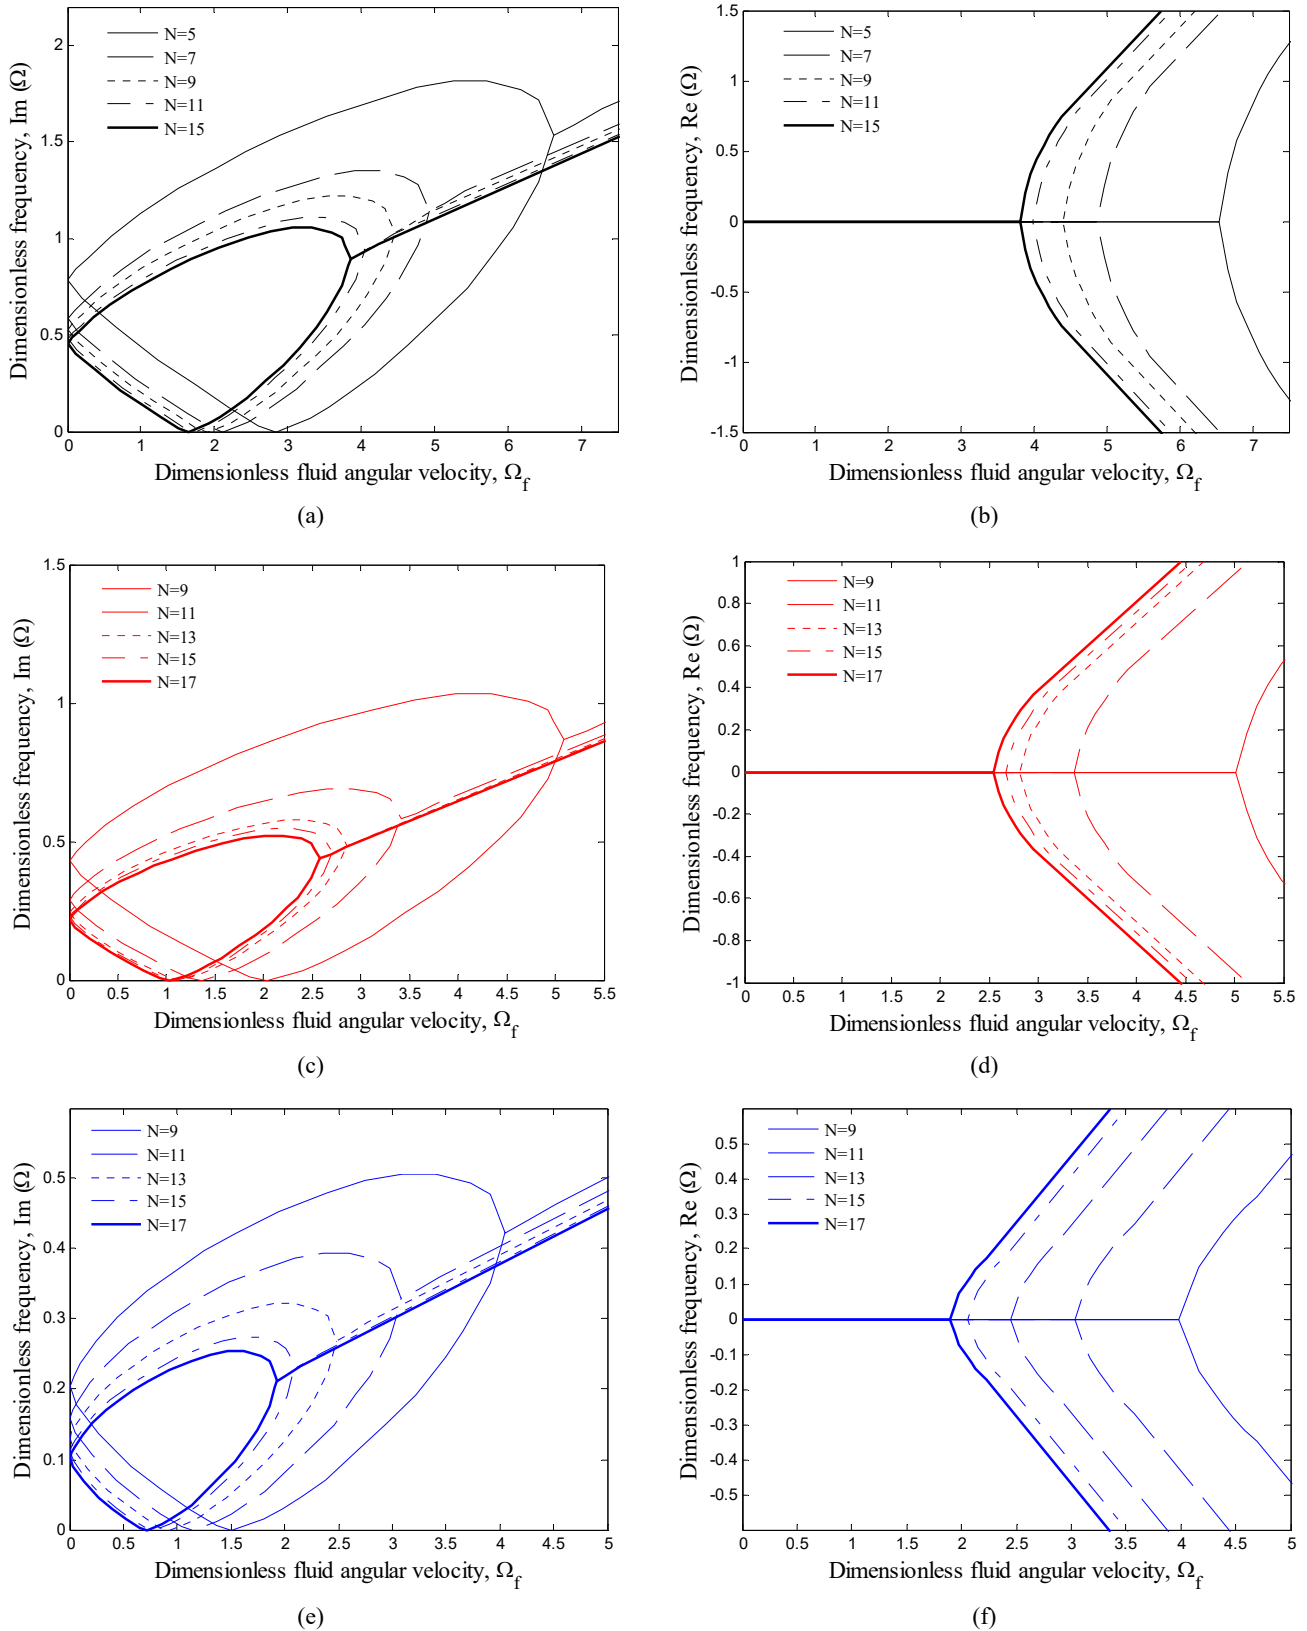 Dimensionless frequency, Im (Ω)
2
1.5
1
0.5
0
N=5
N=7
N=9
N=11
N=15
0 1 2 3 4 5 6 7
Dimensionless fluid angular velocity, Ωf
(a)
Dimensionless frequency, Re (Ω)
1.5
1
0.5
0
-0.5
-1
-1.5
N=5
N=7
N=9
N=11
N=15
0 1 2 3 4 5 6 7
Dimensionless fluid angular velocity, Ωf
(b)
Dimensionless frequency, Im (Ω)
1.5
1
0.5
0
N=9
N=11
N=13
N=15
N=17
0 0.5 1 1.5 2 2.5 3 3.5 4 4.5 5 5.5
Dimensionless fluid angular velocity, Ωf
(c)
Dimensionless frequency, Re (Ω)
1
0.8
0.6
0.4
0.2
0
-0.2
-0.4
-0.6
-0.8
-1
N=9
N=11
N=13
N=15
N=17
0 0.5 1 1.5 2 2.5 3 3.5 4 4.5 5 5.5
Dimensionless fluid angular velocity, Ωf
(d)
Dimensionless frequency, Im (Ω)
0.5
0.4
0.3
0.2
0.1
0
N=9
N=11
N=13
N=15
N=17
0 0.5 1 1.5 2 2.5 3 3.5 4 4.5 5
Dimensionless fluid angular velocity, Ωf
(e)
Dimensionless frequency, Re (Ω)
0.5
0.4
0.3
0.2
0.1
0
-0.1
-0.2
-0.3
-0.4
-0.5
N=9
N=11
N=13
N=15
N=17
0 0.5 1 1.5 2 2.5 3 3.5 4 4.5 5
Dimensionless fluid angular velocity, Ωf
(f)